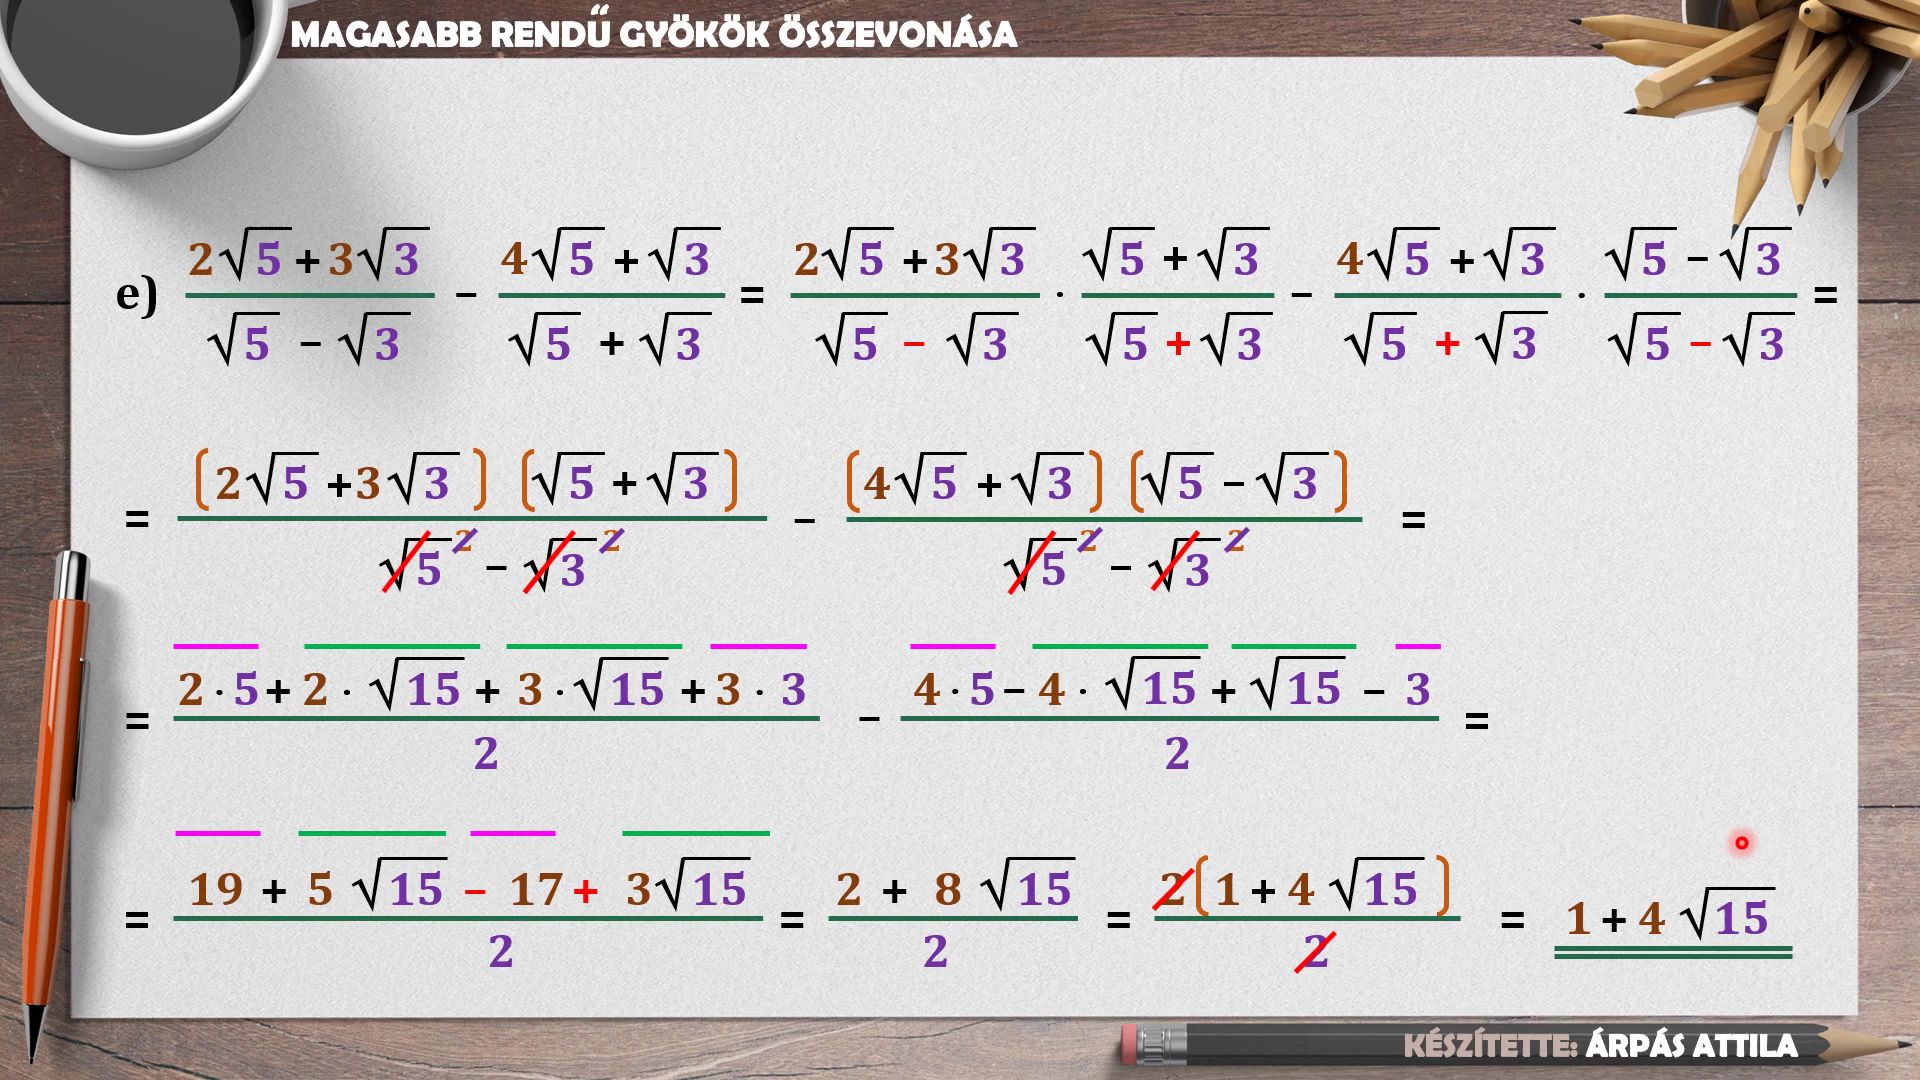 MAGASABB RENDŰ GYÖKÖK ÖSSZEVONÁSA
e) (2√5 + 3√3)/(√5 − √3) − (4√5 + √3)/(√5 + √3) = (2√5 + 3√3)/(√5 − √3) · (√5 + √3)/(√5 + √3) − (4√5 + √3)/(√5 + √3) · (√5 − √3)/(√5 − √3) =
= (2√5 + 3√3)(√5 + √3)/(√5² − √3²) − (4√5 + √3)(√5 − √3)/(√5² − √3²) =
= (2 · 5 + 2 · √15 + 3 · √15 + 3 · 3)/2 − (4 · 5 − 4 · √15 + √15 − 3)/2 =
= (19 + 5√15 − 17 + 3√15)/2 = (2 + 8√15)/2 = 2(1 + 4√15)/2 = 1 + 4√15
KÉSZÍTETTE: ÁRPÁS ATTILA